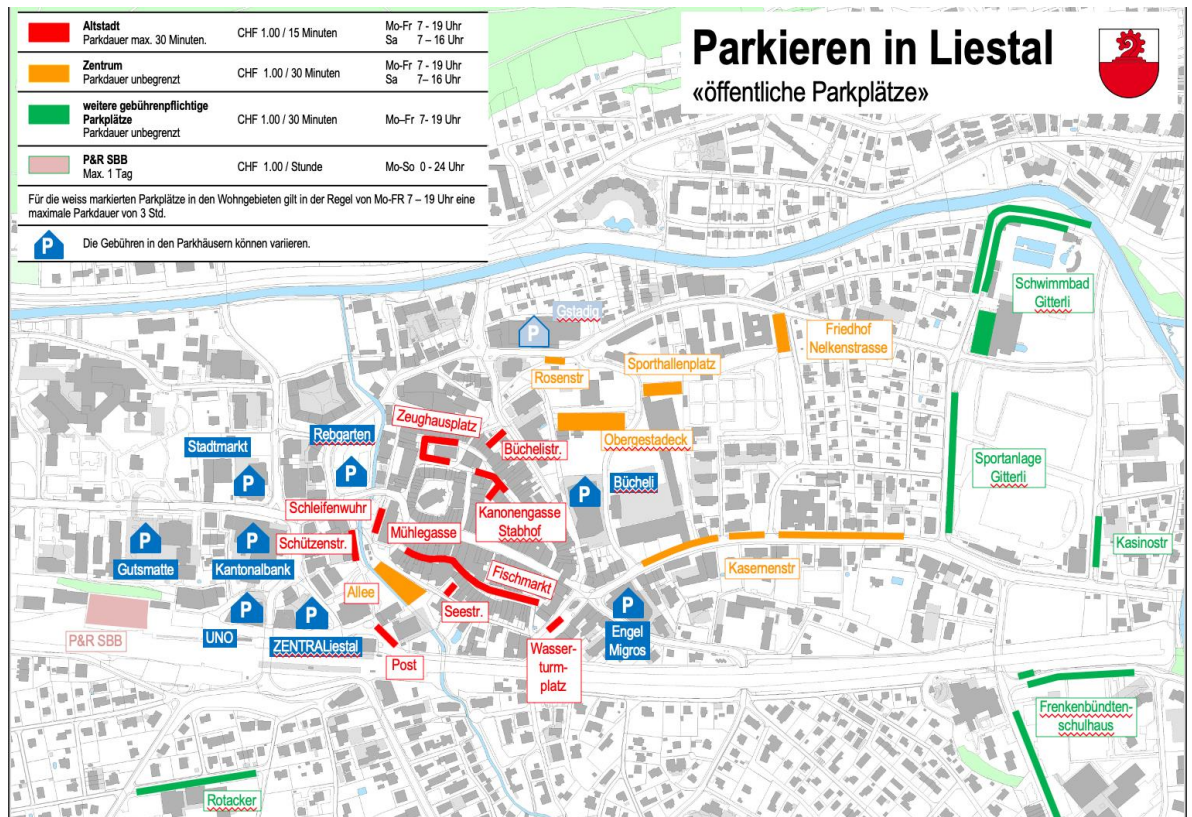 Parkieren in Liestal
«öffentliche Parkplätze»
Altstadt
Parkdauer max. 30 Minuten.
CHF 1.00 / 15 Minuten
Mo-Fr 7 - 19 Uhr
Sa 7 – 16 Uhr
Zentrum
Parkdauer unbegrenzt
CHF 1.00 / 30 Minuten
Mo-Fr 7 - 19 Uhr
Sa 7– 16 Uhr
weitere gebührenpflichtige
Parkplätze
Parkdauer unbegrenzt
CHF 1.00 / 30 Minuten
Mo–Fr 7- 19 Uhr
P&R SBB
Max. 1 Tag
CHF 1.00 / Stunde
Mo-So 0 - 24 Uhr
Für die weiss markierten Parkplätze in den Wohngebieten gilt in der Regel von Mo-FR 7 – 19 Uhr eine
maximale Parkdauer von 3 Std.
P
Die Gebühren in den Parkhäusern können variieren.
Schwimmbad
Gitterli
Gstadig
P
Friedhof
Nelkenstrasse
Rosenstr
Sporthallenplatz
Zeughausplatz
Rebgarten
P
Büchelistr.
Obergestadeck
Stadtmarkt
P
Sportanlage
Gitterli
Bücheli
P
Schleifenwuhr
Kanonengasse
Stabhof
Mühlegasse
Schützenstr.
P
Gutsmatte
P
Kantonalbank
Kasinostr
Kasernenstr
Fischmarkt
Allee
Seestr.
P
UNO
P
ZENTRALiestal
P
Engel
Migros
P&R SBB
Post
Wasser-
turm-
platz
Frenkenbündten-
schulhaus
Rotacker